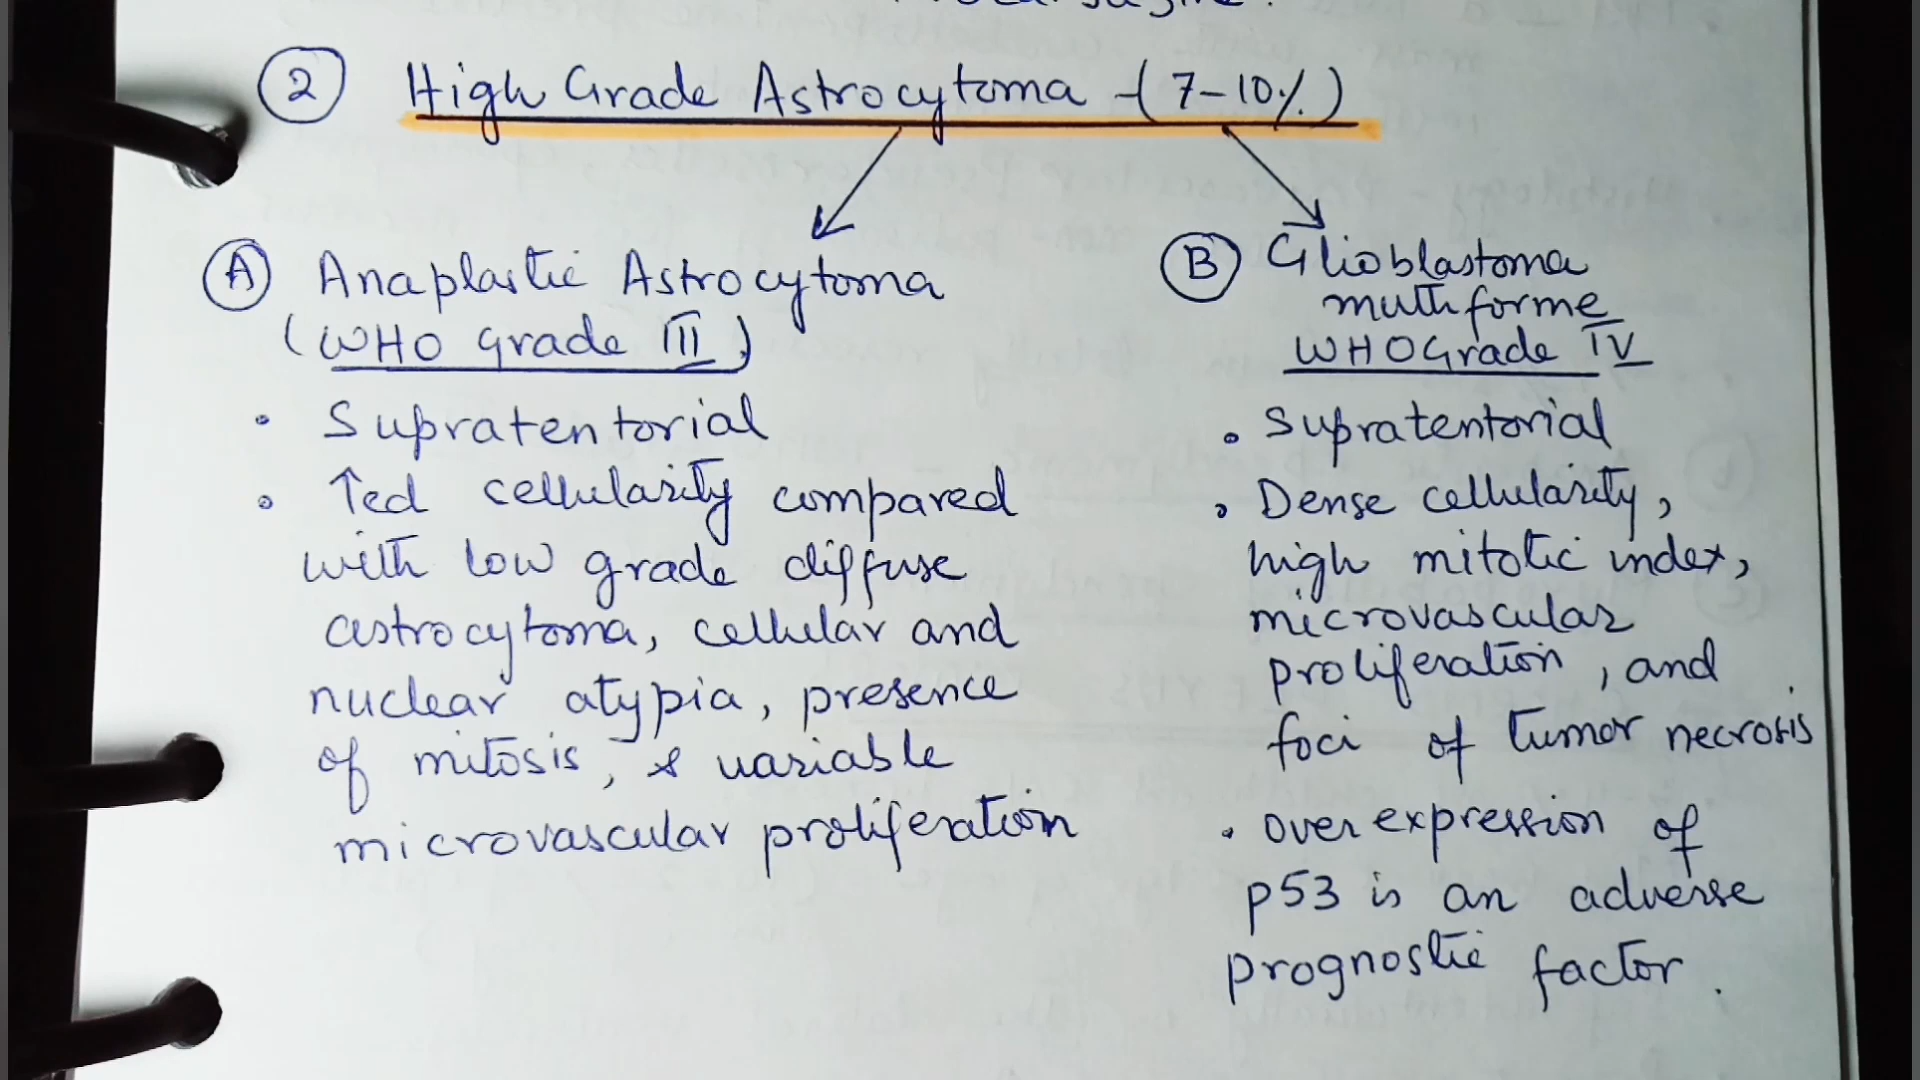 ② High Grade Astrocytoma - (7-10%)
Ⓐ Anaplastic Astrocytoma
(WHO grade III)
• Supratentorial
• ↑ed cellularity compared
with low grade diffuse
astrocytoma, cellular and
nuclear atypia, presence
of mitosis, & variable
microvascular proliferation
Ⓑ Glioblastoma
multiforme
WHO Grade IV
• Supratentorial
• Dense cellularity,
high mitotic index,
microvascular
proliferation, and
foci of tumor necrosis
• over expression of
p53 is an adverse
prognostic factor.